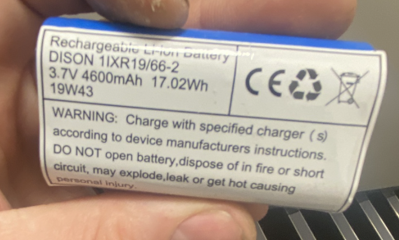 Rechargeable Li-ion Battery
DISON 1IXR19/66-2
3.7V 4600mAh 17.02Wh
19W43
CE
WARNING: Charge with specified charger (s)
according to device manufacturers instructions.
DO NOT open battery,dispose of in fire or short
circuit, may explode,leak or get hot causing
personal injury.